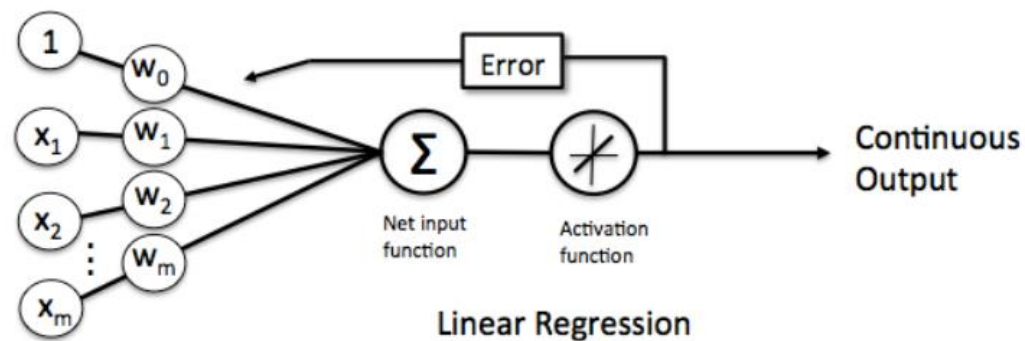 1
w₀
Error
x₁
w₁
Σ
Continuous
Output
x₂
w₂
Net input
function
Activation
function
⋮
wₘ
xₘ
Linear Regression